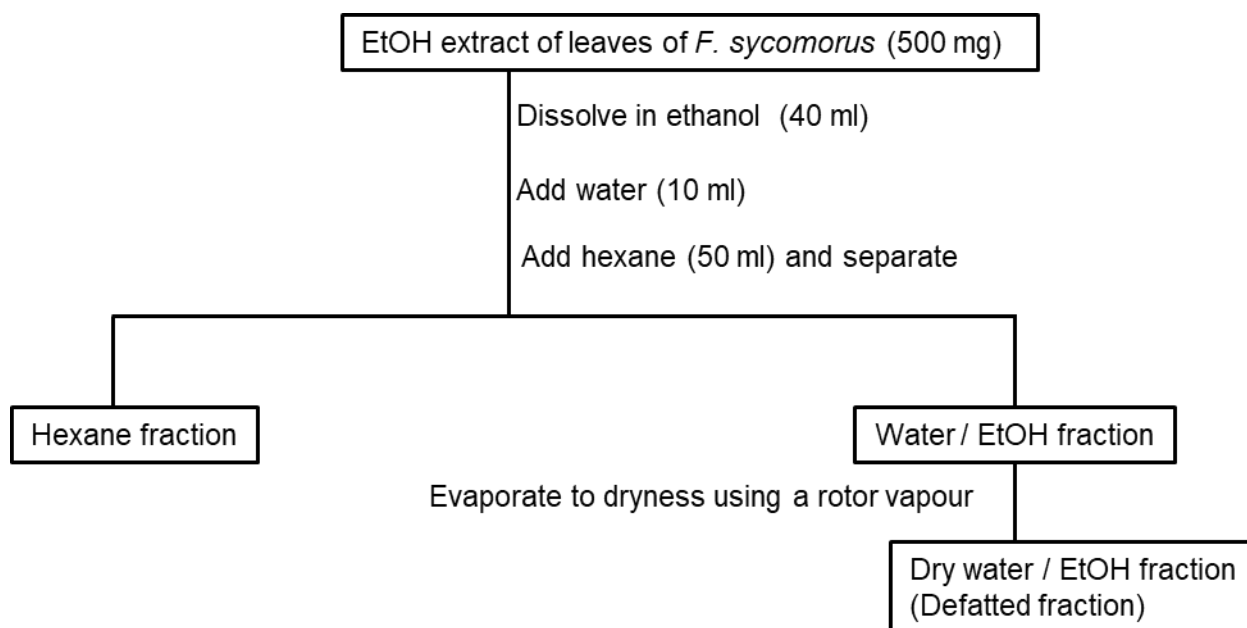 EtOH extract of leaves of F. sycomorus (500 mg)
Dissolve in ethanol (40 ml)
Add water (10 ml)
Add hexane (50 ml) and separate
Hexane fraction
Water / EtOH fraction
Evaporate to dryness using a rotor vapour
Dry water / EtOH fraction
(Defatted fraction)